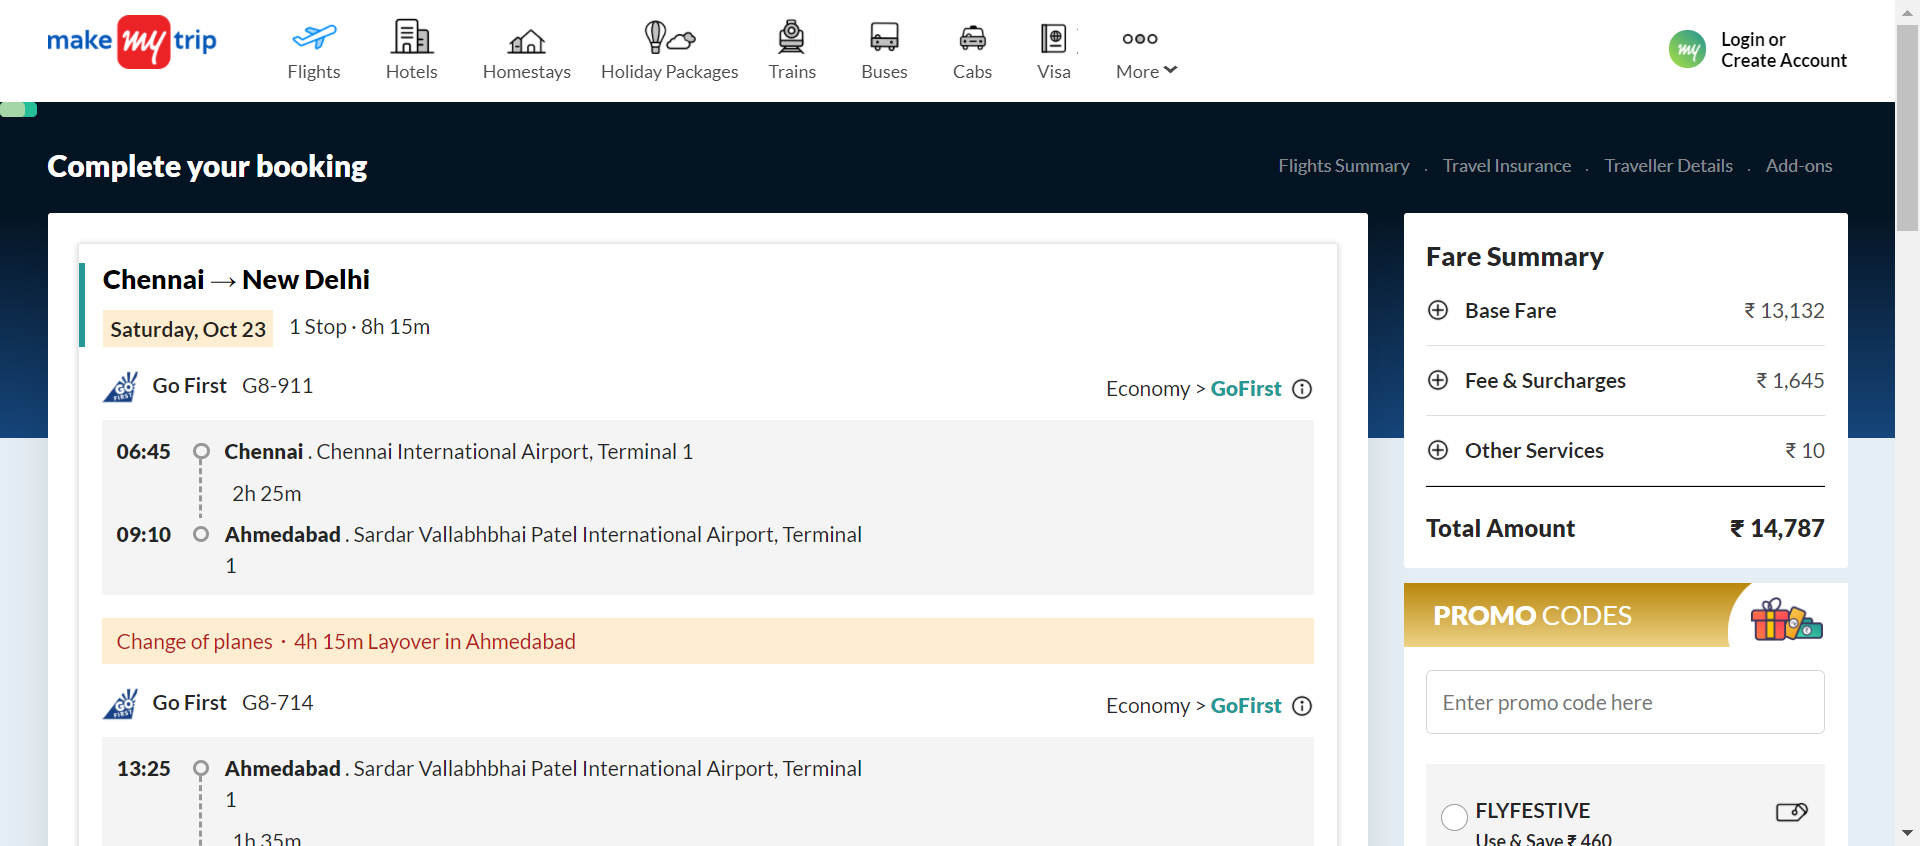 make my trip
Flights
Hotels
Homestays
Holiday Packages
Trains
Buses
Cabs
Visa
More
my
Login or
Create Account
Complete your booking
Flights Summary . Travel Insurance . Traveller Details . Add-ons
Chennai → New Delhi
Saturday, Oct 23 1 Stop · 8h 15m
GO FIRST
Go First G8-911
Economy > GoFirst
06:45 Chennai . Chennai International Airport, Terminal 1
2h 25m
09:10 Ahmedabad . Sardar Vallabhbhai Patel International Airport, Terminal
1
Change of planes · 4h 15m Layover in Ahmedabad
GO FIRST
Go First G8-714
Economy > GoFirst
13:25 Ahmedabad . Sardar Vallabhbhai Patel International Airport, Terminal
1
1h 35m
Fare Summary
Base Fare ₹ 13,132
Fee & Surcharges ₹ 1,645
Other Services ₹ 10
Total Amount ₹ 14,787
PROMO CODES
Enter promo code here
FLYFESTIVE
Use & Save ₹ 460